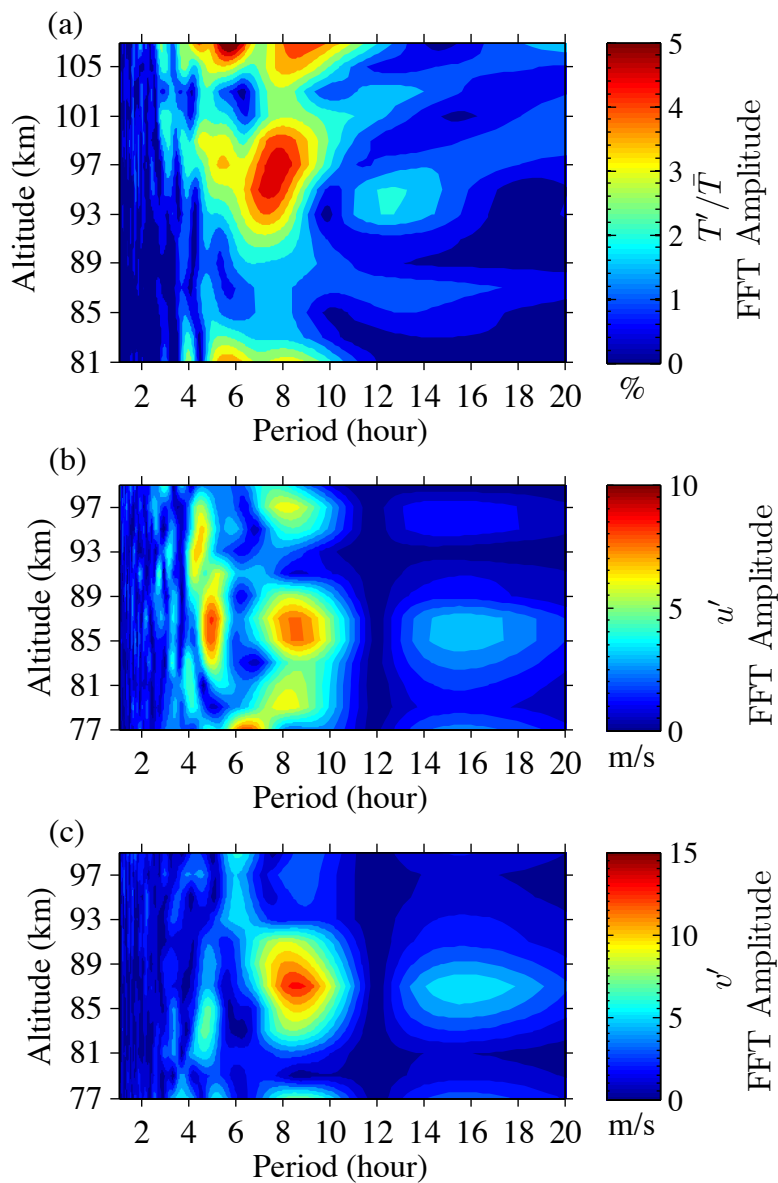 (a)
105
101
97
93
89
85
81
Altitude (km)
2 4 6 8 10 12 14 16 18 20
Period (hour)
5
4
3
2
1
0
%
T′/T̄
FFT Amplitude
(b)
97
93
89
85
81
77
Altitude (km)
2 4 6 8 10 12 14 16 18 20
Period (hour)
10
5
0
m/s
u′
FFT Amplitude
(c)
97
93
89
85
81
77
Altitude (km)
2 4 6 8 10 12 14 16 18 20
Period (hour)
15
10
5
0
m/s
v′
FFT Amplitude